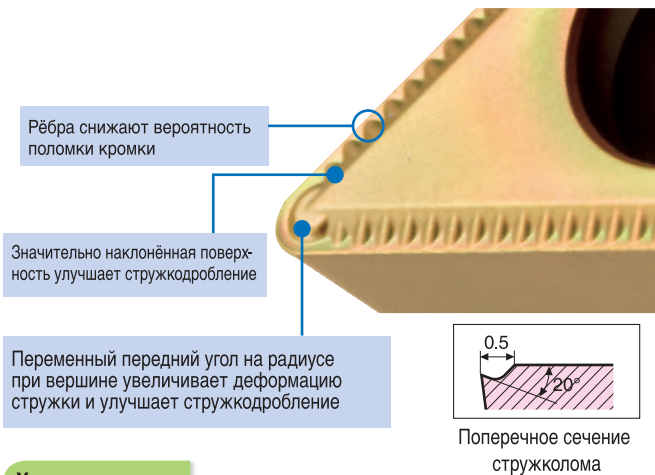 Рёбра снижают вероятность
поломки кромки
Значительно наклонённая поверх-
ность улучшает стружкодробление
Переменный передний угол на радиусе
при вершине увеличивает деформацию
стружки и улучшает стружкодробление
0.5
20°
Поперечное сечение
стружколома